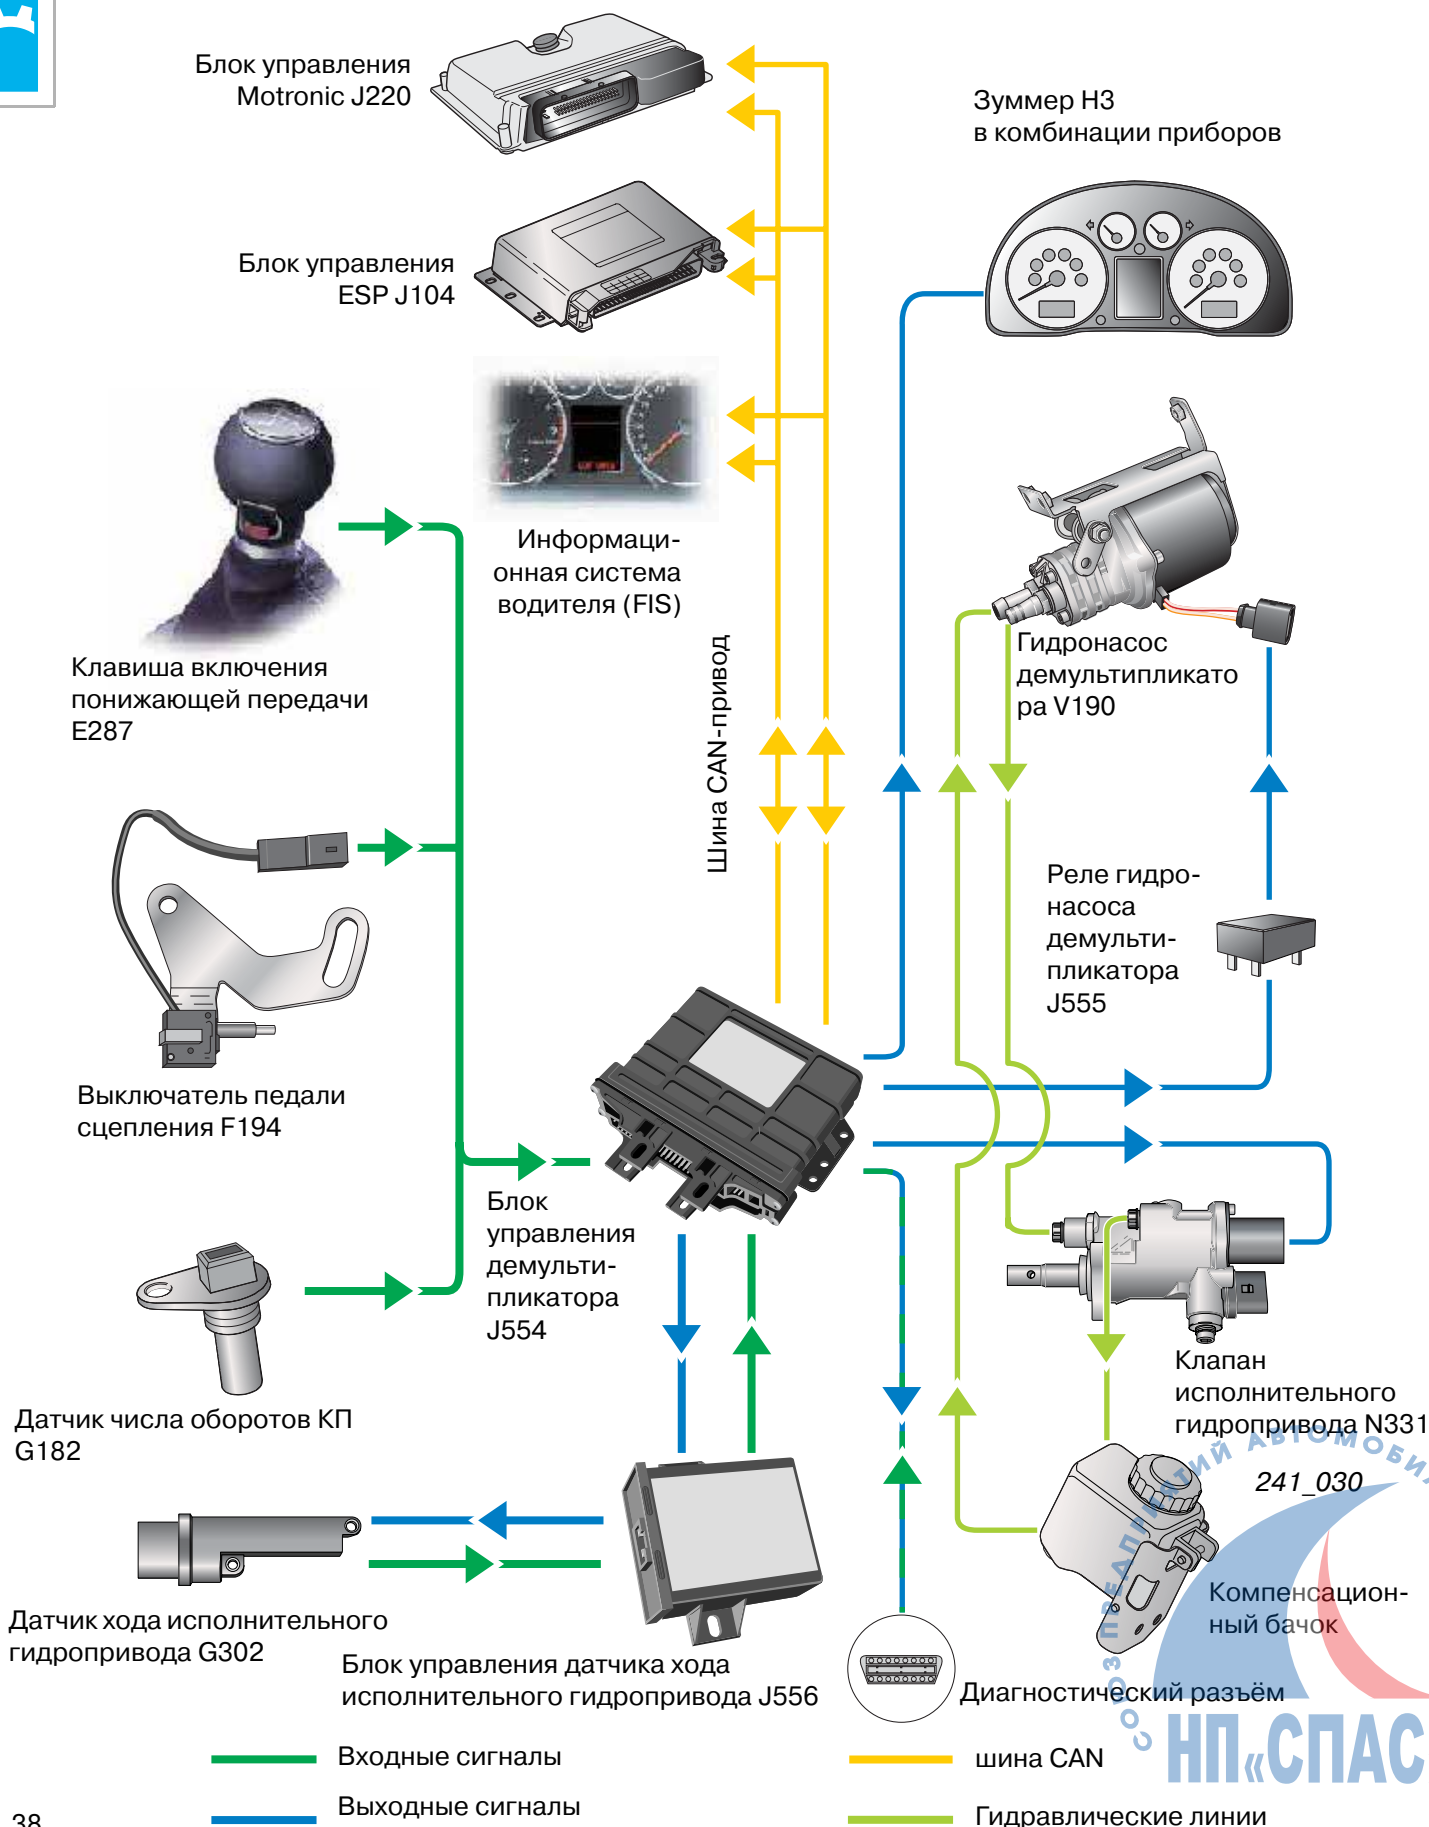 Блок управления
Motronic J220
Зуммер H3
в комбинации приборов
Блок управления
ESP J104
Информаци-
онная система
водителя (FIS)
Клавиша включения
понижающей передачи
E287
Шина CAN-привод
Гидронасос
демультипликато
ра V190
Реле гидро-
насоса
демульти-
пликатора
J555
Выключатель педали
сцепления F194
Блок
управления
демульти-
пликатора
J554
Датчик числа оборотов КП
G182
Клапан
исполнительного
гидропривода N331
241_030
Компенсацион-
ный бачок
Датчик хода исполнительного
гидропривода G302
Блок управления датчика хода
исполнительного гидропривода J556
Диагностический разъём
СОЮЗ ПРЕДПРИЯТИЙ
НП«СПАС
Входные сигналы
шина CAN
Выходные сигналы
Гидравлические линии
38